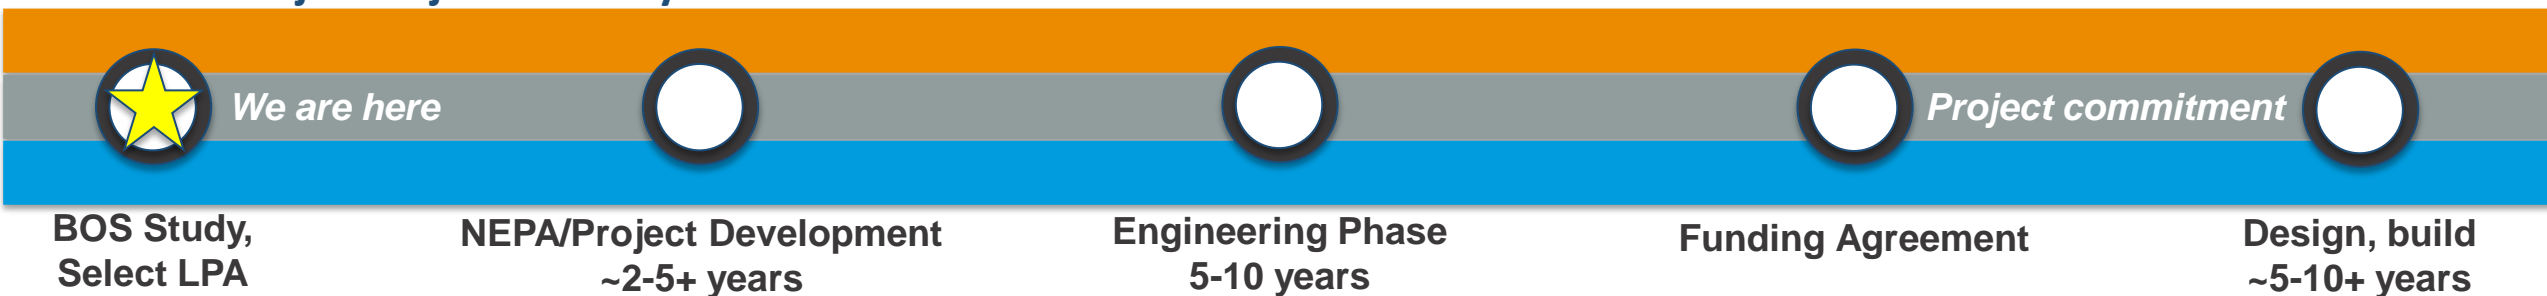 We are here
Project commitment
BOS Study,
Select LPA
NEPA/Project Development
~2-5+ years
Engineering Phase
5-10 years
Funding Agreement
Design, build
~5-10+ years